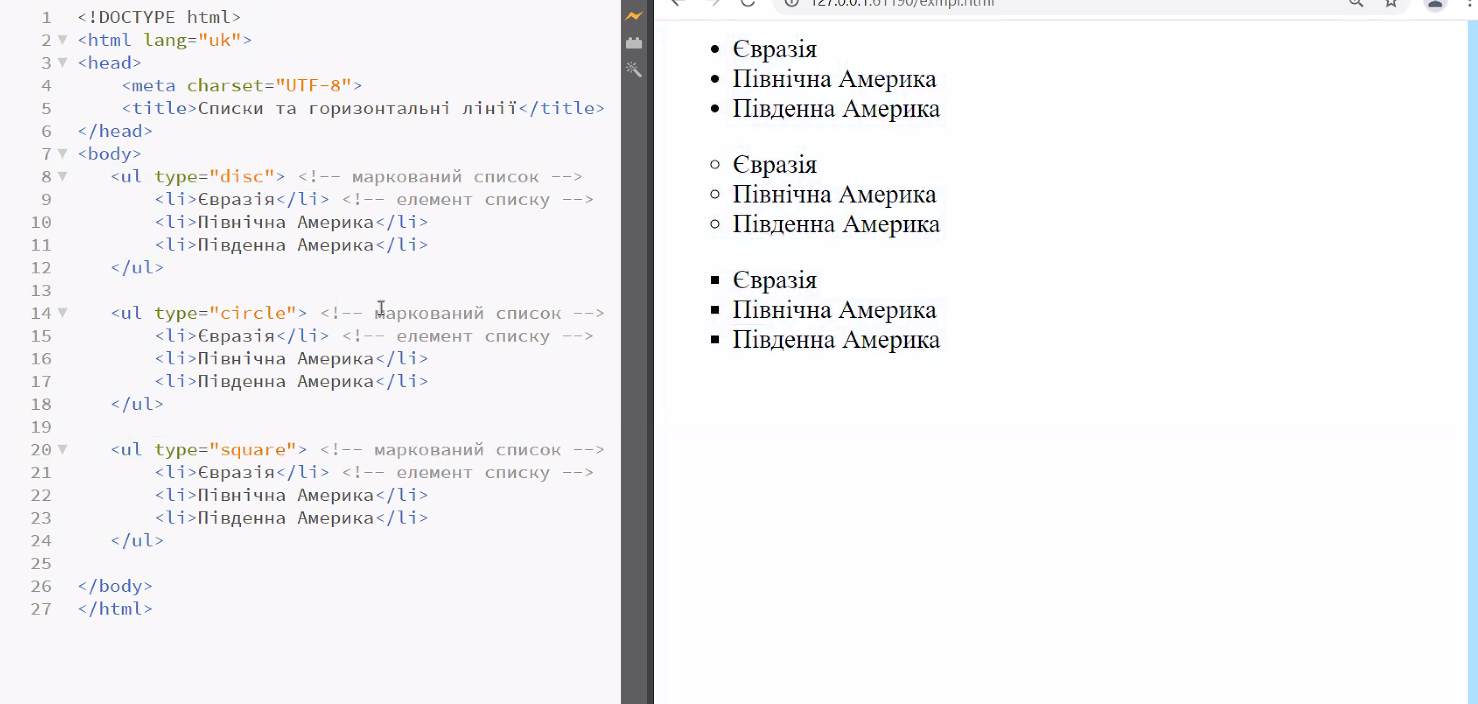 1 <!DOCTYPE html>
2 <html lang="uk">
3 <head>
4 <meta charset="UTF-8">
5 <title>Списки та горизонтальні лінії</title>
6 </head>
7 <body>
8 <ul type="disc"> <!-- маркований список -->
9 <li>Євразія</li> <!-- елемент списку -->
10 <li>Північна Америка</li>
11 <li>Південна Америка</li>
12 </ul>
13
14 <ul type="circle"> <!-- маркований список -->
15 <li>Євразія</li> <!-- елемент списку -->
16 <li>Північна Америка</li>
17 <li>Південна Америка</li>
18 </ul>
19
20 <ul type="square"> <!-- маркований список -->
21 <li>Євразія</li> <!-- елемент списку -->
22 <li>Північна Америка</li>
23 <li>Південна Америка</li>
24 </ul>
25
26 </body>
27 </html>
127.0.0.1:61190/exmpl.html
Євразія
Північна Америка
Південна Америка
Євразія
Північна Америка
Південна Америка
Євразія
Північна Америка
Південна Америка